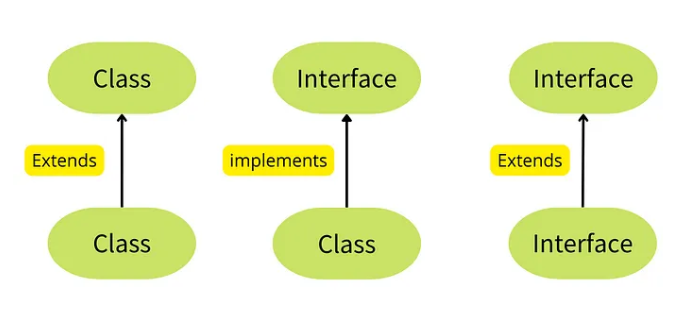 Class
Interface
Interface
Extends
implements
Extends
Class
Class
Interface